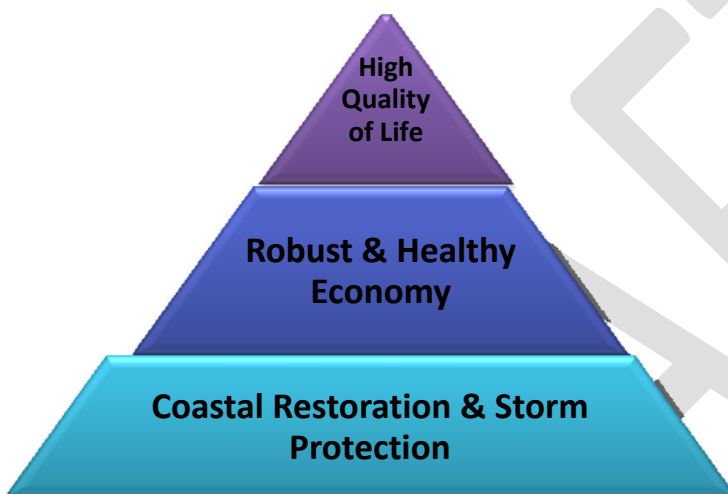 High
Quality
of Life
Robust & Healthy
Economy
Coastal Restoration & Storm
Protection